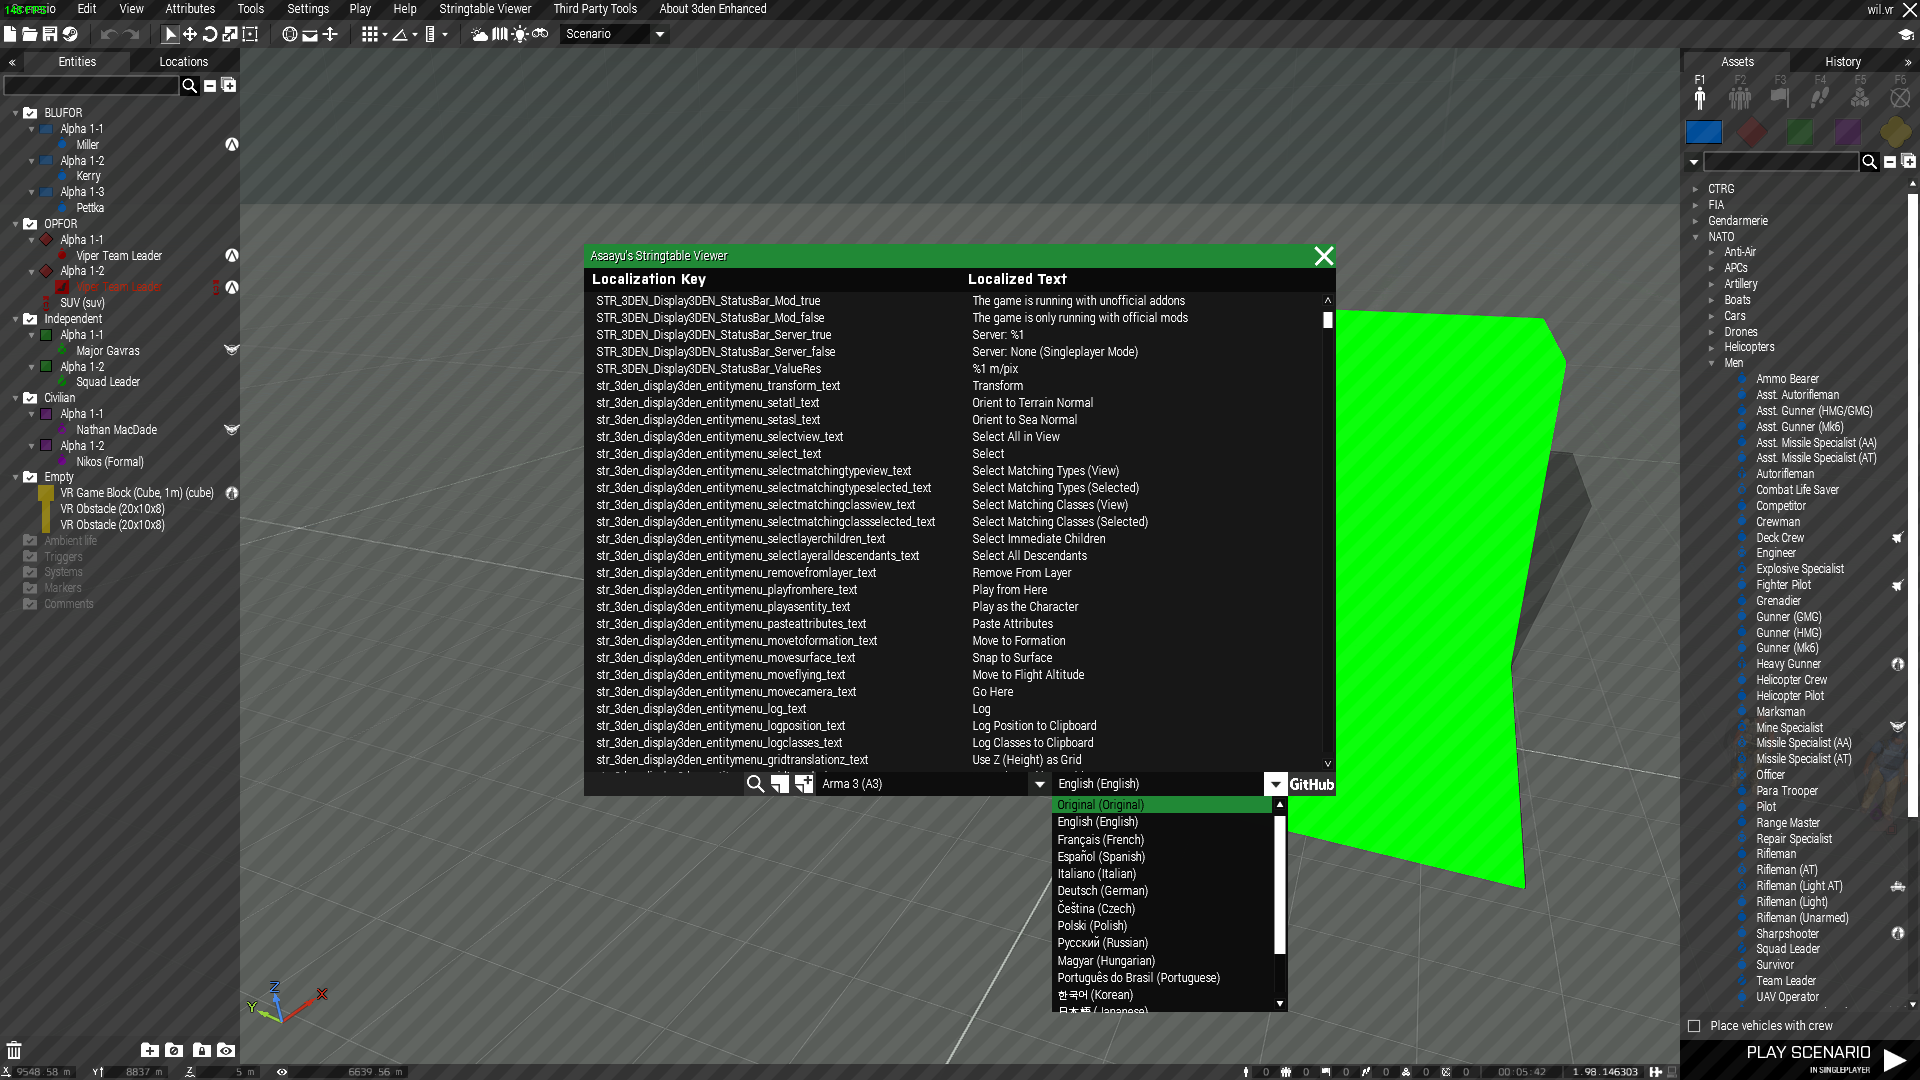 Scenario Edit View Attributes Tools Settings Play Help Stringtable Viewer Third Party Tools About 3den Enhanced
wil.vr
Scenario
Entities Locations
BLUFOR
Alpha 1-1
Miller
Alpha 1-2
Kerry
Alpha 1-3
Pettka
OPFOR
Alpha 1-1
Viper Team Leader
Alpha 1-2
Viper Team Leader
SUV (suv)
Independent
Alpha 1-1
Major Gavras
Alpha 1-2
Squad Leader
Civilian
Alpha 1-1
Nathan MacDade
Alpha 1-2
Nikos (Formal)
Empty
VR Game Block (Cube, 1m) (cube)
VR Obstacle (20x10x8)
VR Obstacle (20x10x8)
Ambient life
Triggers
Systems
Markers
Comments
Asaayu's Stringtable Viewer
Localization Key Localized Text
STR_3DEN_Display3DEN_StatusBar_Mod_true The game is running with unofficial addons
STR_3DEN_Display3DEN_StatusBar_Mod_false The game is only running with official mods
STR_3DEN_Display3DEN_StatusBar_Server_true Server: %1
STR_3DEN_Display3DEN_StatusBar_Server_false Server: None (Singleplayer Mode)
STR_3DEN_Display3DEN_StatusBar_ValueRes %1 m/pix
str_3den_display3den_entitymenu_transform_text Transform
str_3den_display3den_entitymenu_setatl_text Orient to Terrain Normal
str_3den_display3den_entitymenu_setasl_text Orient to Sea Normal
str_3den_display3den_entitymenu_selectview_text Select All in View
str_3den_display3den_entitymenu_select_text Select
str_3den_display3den_entitymenu_selectmatchingtypeview_text Select Matching Types (View)
str_3den_display3den_entitymenu_selectmatchingtypeselected_text Select Matching Types (Selected)
str_3den_display3den_entitymenu_selectmatchingclassview_text Select Matching Classes (View)
str_3den_display3den_entitymenu_selectmatchingclassselected_text Select Matching Classes (Selected)
str_3den_display3den_entitymenu_selectlayerchildren_text Select Immediate Children
str_3den_display3den_entitymenu_selectlayeralldescendants_text Select All Descendants
str_3den_display3den_entitymenu_removefromlayer_text Remove From Layer
str_3den_display3den_entitymenu_playfromhere_text Play from Here
str_3den_display3den_entitymenu_playasentity_text Play as the Character
str_3den_display3den_entitymenu_pasteattributes_text Paste Attributes
str_3den_display3den_entitymenu_movetoformation_text Move to Formation
str_3den_display3den_entitymenu_movesurface_text Snap to Surface
str_3den_display3den_entitymenu_moveflying_text Move to Flight Altitude
str_3den_display3den_entitymenu_movecamera_text Go Here
str_3den_display3den_entitymenu_log_text Log
str_3den_display3den_entitymenu_logposition_text Log Position to Clipboard
str_3den_display3den_entitymenu_logclasses_text Log Classes to Clipboard
str_3den_display3den_entitymenu_gridtranslationz_text Use Z (Height) as Grid
Arma 3 (A3) English (English) GitHub
Original (Original)
English (English)
Français (French)
Español (Spanish)
Italiano (Italian)
Deutsch (German)
Čeština (Czech)
Polski (Polish)
Русский (Russian)
Magyar (Hungarian)
Português do Brasil (Portuguese)
한국어 (Korean)
日本語 (Japanese)
Z
Y X
Assets History
F1 F2 F3 F4 F5 F6
CTRG
FIA
Gendarmerie
NATO
Anti-Air
APCs
Artillery
Boats
Cars
Drones
Helicopters
Men
Ammo Bearer
Asst. Autorifleman
Asst. Gunner (HMG/GMG)
Asst. Gunner (Mk6)
Asst. Missile Specialist (AA)
Asst. Missile Specialist (AT)
Autorifleman
Combat Life Saver
Competitor
Crewman
Deck Crew
Engineer
Explosive Specialist
Fighter Pilot
Grenadier
Gunner (GMG)
Gunner (HMG)
Gunner (Mk6)
Heavy Gunner
Helicopter Crew
Helicopter Pilot
Marksman
Mine Specialist
Missile Specialist (AA)
Missile Specialist (AT)
Officer
Para Trooper
Pilot
Range Master
Repair Specialist
Rifleman
Rifleman (AT)
Rifleman (Light AT)
Rifleman (Light)
Rifleman (Unarmed)
Sharpshooter
Squad Leader
Survivor
Team Leader
UAV Operator
Place vehicles with crew
PLAY SCENARIO
IN SINGLEPLAYER
X 9548.58 m Y 8837 m Z 5 m 6639.56 m 0 0 0 0 0 0 00:05:42 1.98.146303